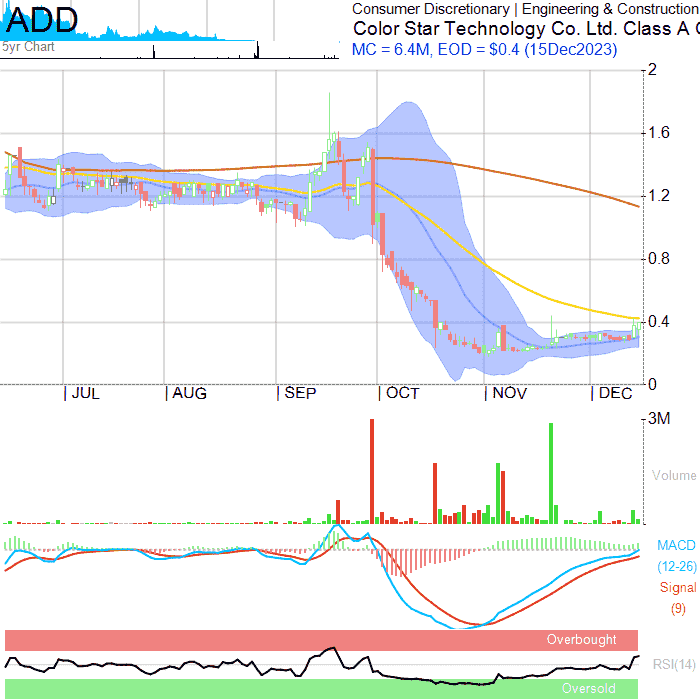 ADD
5yr Chart
Consumer Discretionary | Engineering & Construction
Color Star Technology Co. Ltd. Class A
MC = 6.4M, EOD = $0.4 (15Dec2023)
2
1.6
1.2
0.8
0.4
0
JUL AUG SEP OCT NOV DEC
3M
Volume
MACD
(12-26)
Signal
(9)
Overbought
RSI(14)
Oversold